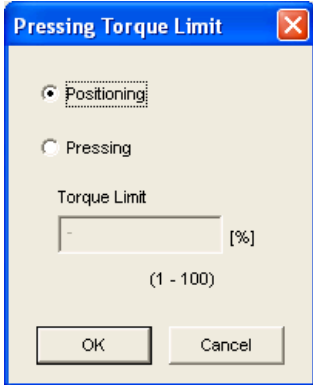 Pressing Torque Limit
Positioning
Pressing
Torque Limit
-
[%]
(1 - 100)
OK
Cancel